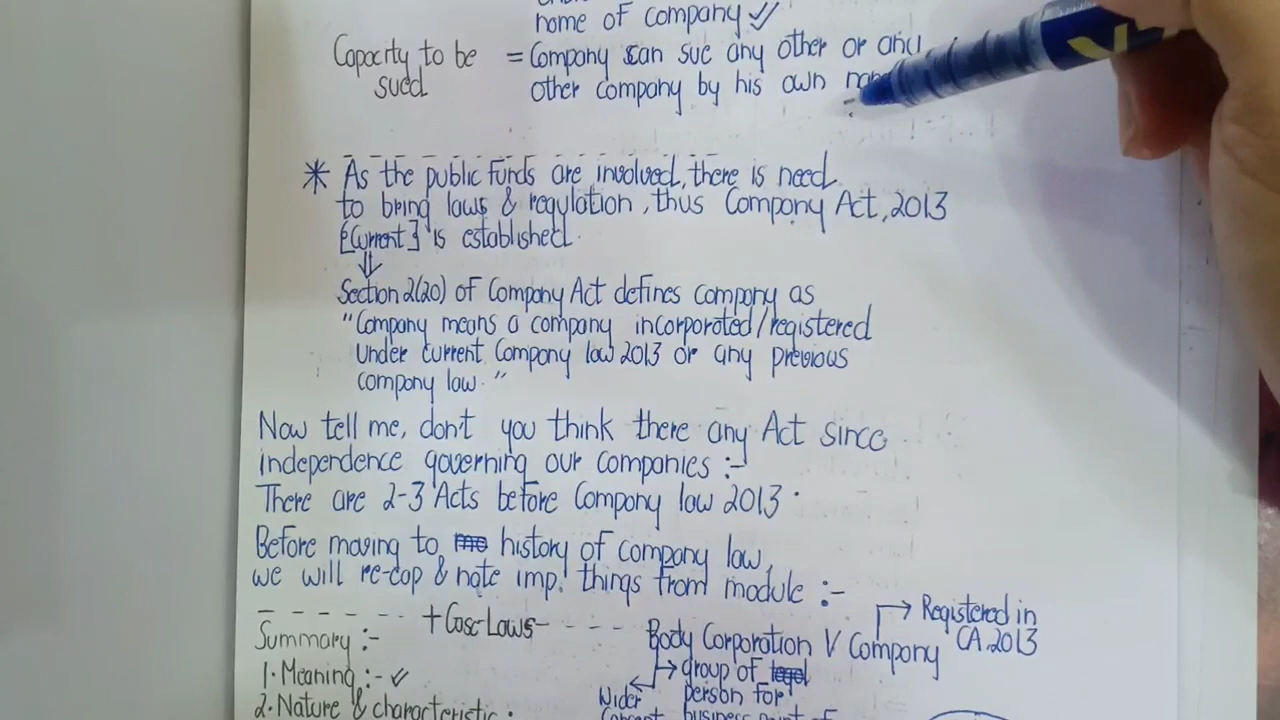 name of company ✓
Capacity to be = Company can sue any other or any
sued other company by his own
* As the public funds are involved, there is need
to bring laws & regulation, thus Company Act, 2013
[Current] is established.
Section 2(20) of Company Act defines company as
"Company means a company incorporated/registered
under current Company law 2013 or any previous
company law."
Now tell me, don't you think there any Act since
independence governing our companies :-
There are 2-3 Acts before Company law 2013.
Before moving to history of company law,
we will re-cap & note imp. things from module :-
+ Case-Laws → Registered in
Summary :- Body Corporation V Company CA.2013
1. Meaning :- ✓ → group of
Wider person for
2. Nature & characteristic :